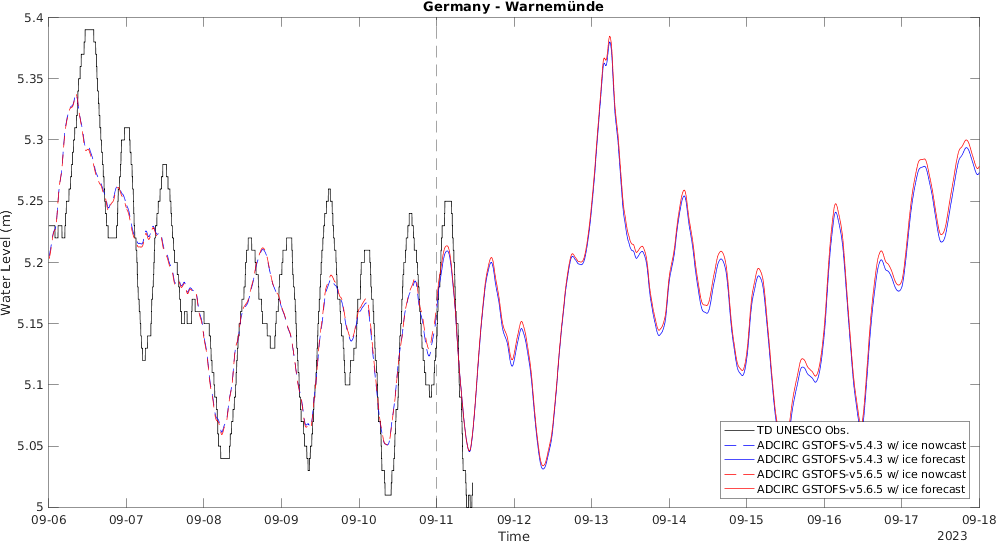 Germany - Warnemünde
Water Level (m)
5.4
5.35
5.3
5.25
5.2
5.15
5.1
5.05
5
09-06 09-07 09-08 09-09 09-10 09-11 09-12 09-13 09-14 09-15 09-16 09-17 09-18
Time
2023
TD UNESCO Obs.
ADCIRC GSTOFS-v5.4.3 w/ ice nowcast
ADCIRC GSTOFS-v5.4.3 w/ ice forecast
ADCIRC GSTOFS-v5.6.5 w/ ice nowcast
ADCIRC GSTOFS-v5.6.5 w/ ice forecast